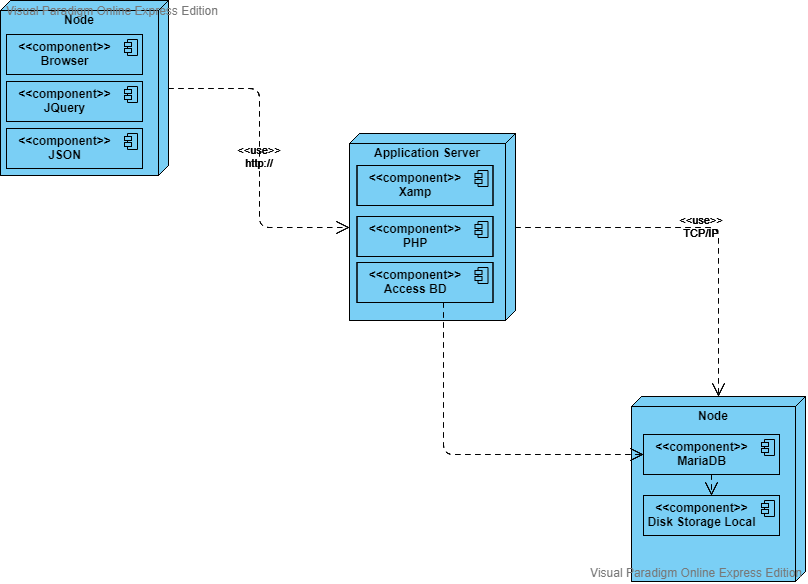 Visual Paradigm Online Express Edition
Node
<<component>>
Browser
<<component>>
JQuery
<<component>>
JSON
<<use>>
http://
Application Server
<<component>>
Xamp
<<component>>
PHP
<<component>>
Access BD
<<use>>
TCP/IP
Node
<<component>>
MariaDB
<<component>>
Disk Storage Local
Visual Paradigm Online Express Edition